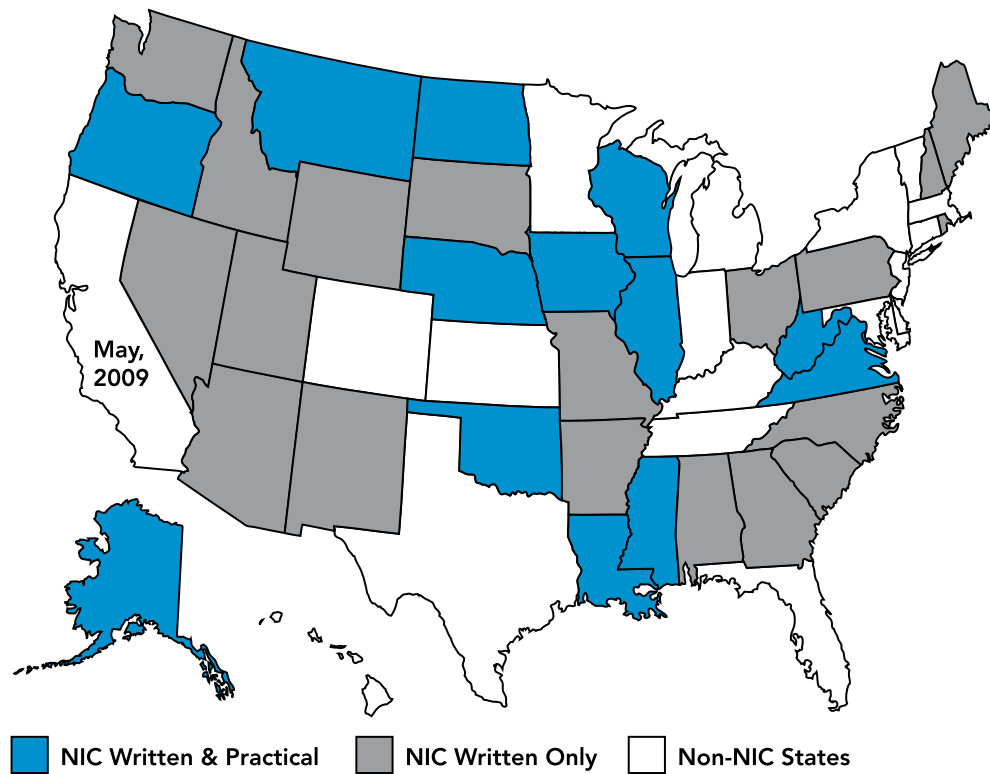 May,
2009
NIC Written & Practical
NIC Written Only
Non-NIC States